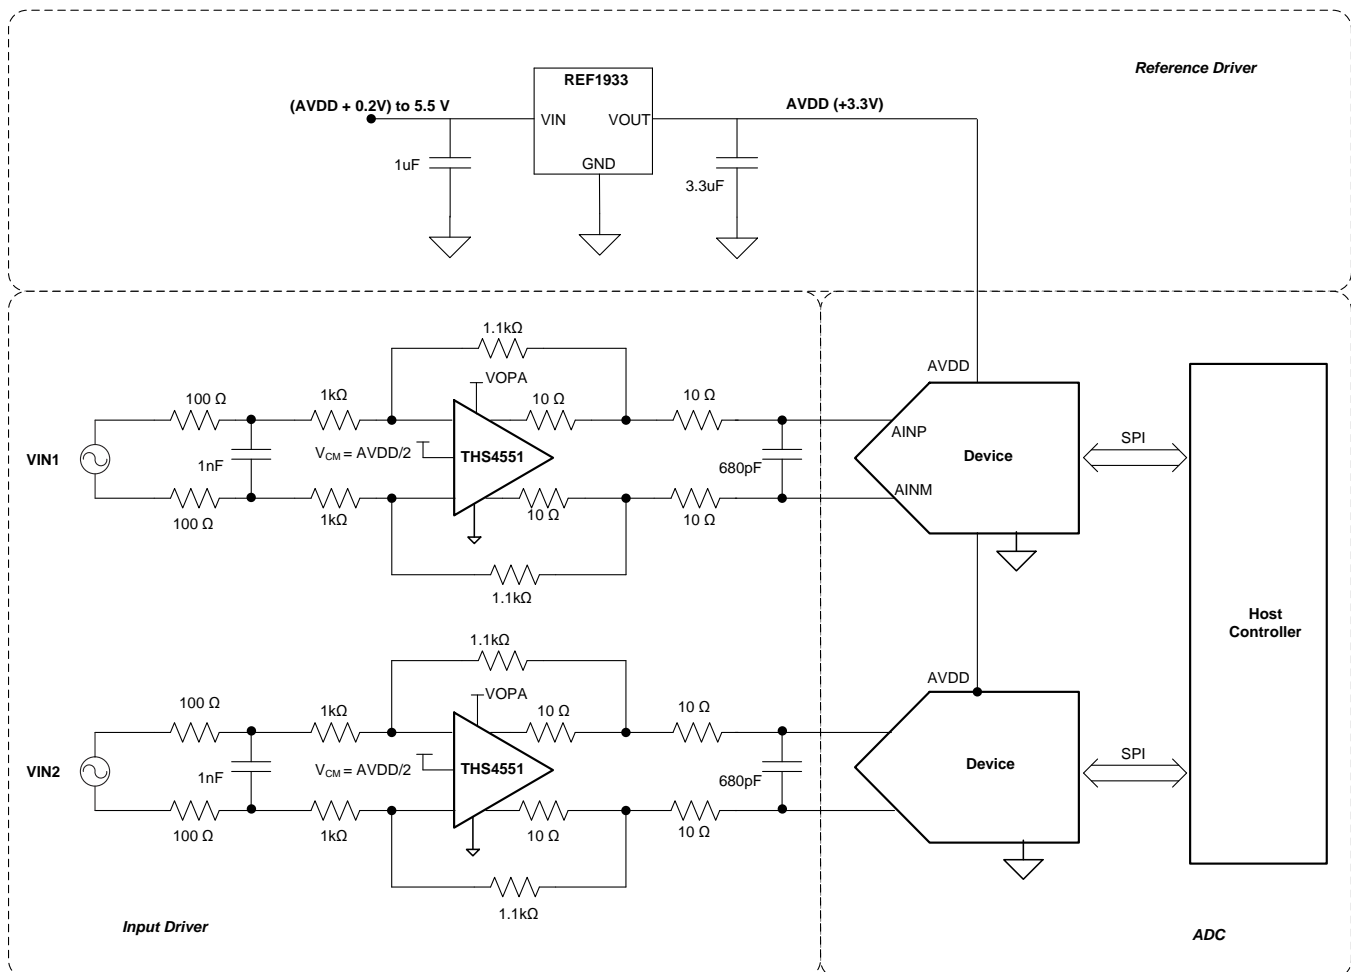 REF1933
Reference Driver
(AVDD + 0.2V) to 5.5 V
AVDD (+3.3V)
VIN
VOUT
1uF
GND
3.3uF
1.1kΩ
AVDD
VOPA
100 Ω
1kΩ
10 Ω
10 Ω
AINP
SPI
VIN1
1nF
VCM = AVDD/2
THS4551
680pF
Device
AINM
100 Ω
1kΩ
10 Ω
10 Ω
1.1kΩ
Host
Controller
1.1kΩ
AVDD
VOPA
100 Ω
1kΩ
10 Ω
10 Ω
SPI
VIN2
1nF
VCM = AVDD/2
THS4551
680pF
Device
100 Ω
1kΩ
10 Ω
10 Ω
1.1kΩ
Input Driver
ADC